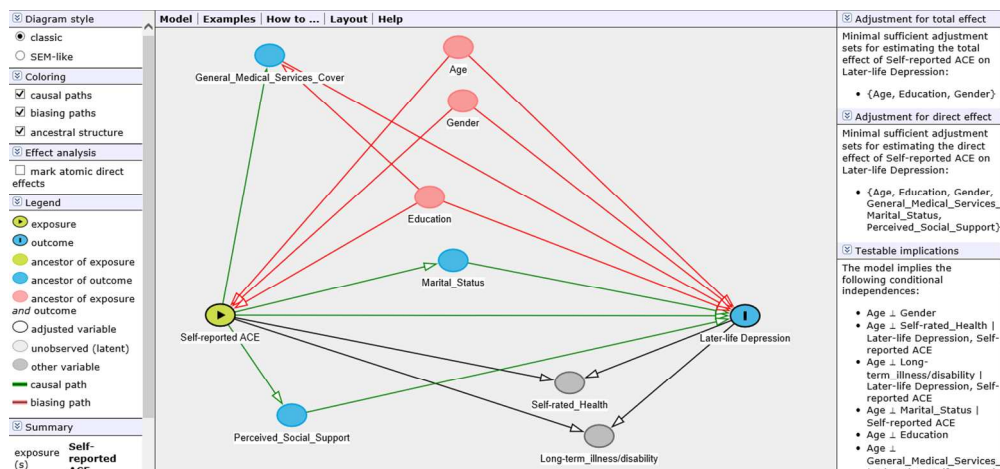 Diagram style
classic
SEM-like
Coloring
causal paths
biasing paths
ancestral structure
Effect analysis
mark atomic direct
effects
Legend
exposure
outcome
ancestor of exposure
ancestor of outcome
ancestor of exposure
and outcome
adjusted variable
unobserved (latent)
other variable
causal path
biasing path
Summary
exposure
(s)
Self-
reported
ACE
Model | Examples | How to ... | Layout | Help
General_Medical_Services_Cover
Age
Gender
Education
Marital_Status
Self-reported ACE
Later-life Depression
Self-rated_Health
Perceived_Social_Support
Long-term_illness/disability
Adjustment for total effect
Minimal sufficient adjustment
sets for estimating the total
effect of Self-reported ACE on
Later-life Depression:
• {Age, Education, Gender}
Adjustment for direct effect
Minimal sufficient adjustment
sets for estimating the direct
effect of Self-reported ACE on
Later-life Depression:
• {Age, Education, Gender,
General_Medical_Services_
Marital_Status,
Perceived_Social_Support}
Testable implications
The model implies the
following conditional
independences:
• Age ⊥ Gender
• Age ⊥ Self-rated_Health |
Later-life Depression, Self-
reported ACE
• Age ⊥ Long-
term_illness/disability |
Later-life Depression, Self-
reported ACE
• Age ⊥ Marital_Status |
Self-reported ACE
• Age ⊥ Education
• Age ⊥
General_Medical_Services_